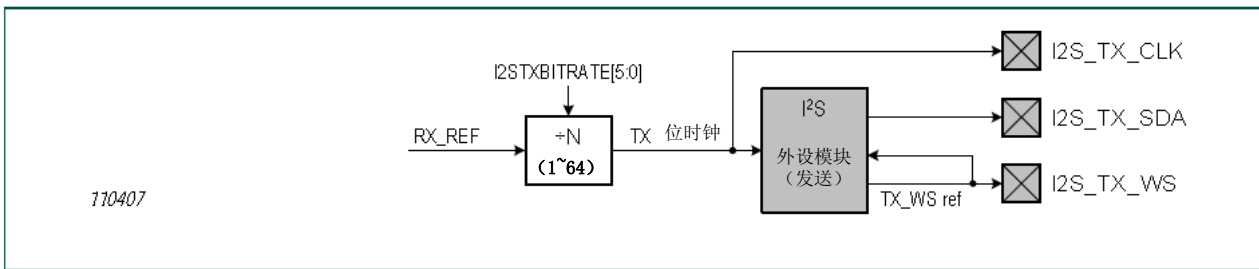 I2S_TX_CLK
I2STXBITRATE[5:0]
I²S
I2S_TX_SDA
RX_REF
÷N
(1~64)
TX 位时钟
外设模块
（发送）
TX_WS ref
I2S_TX_WS
110407